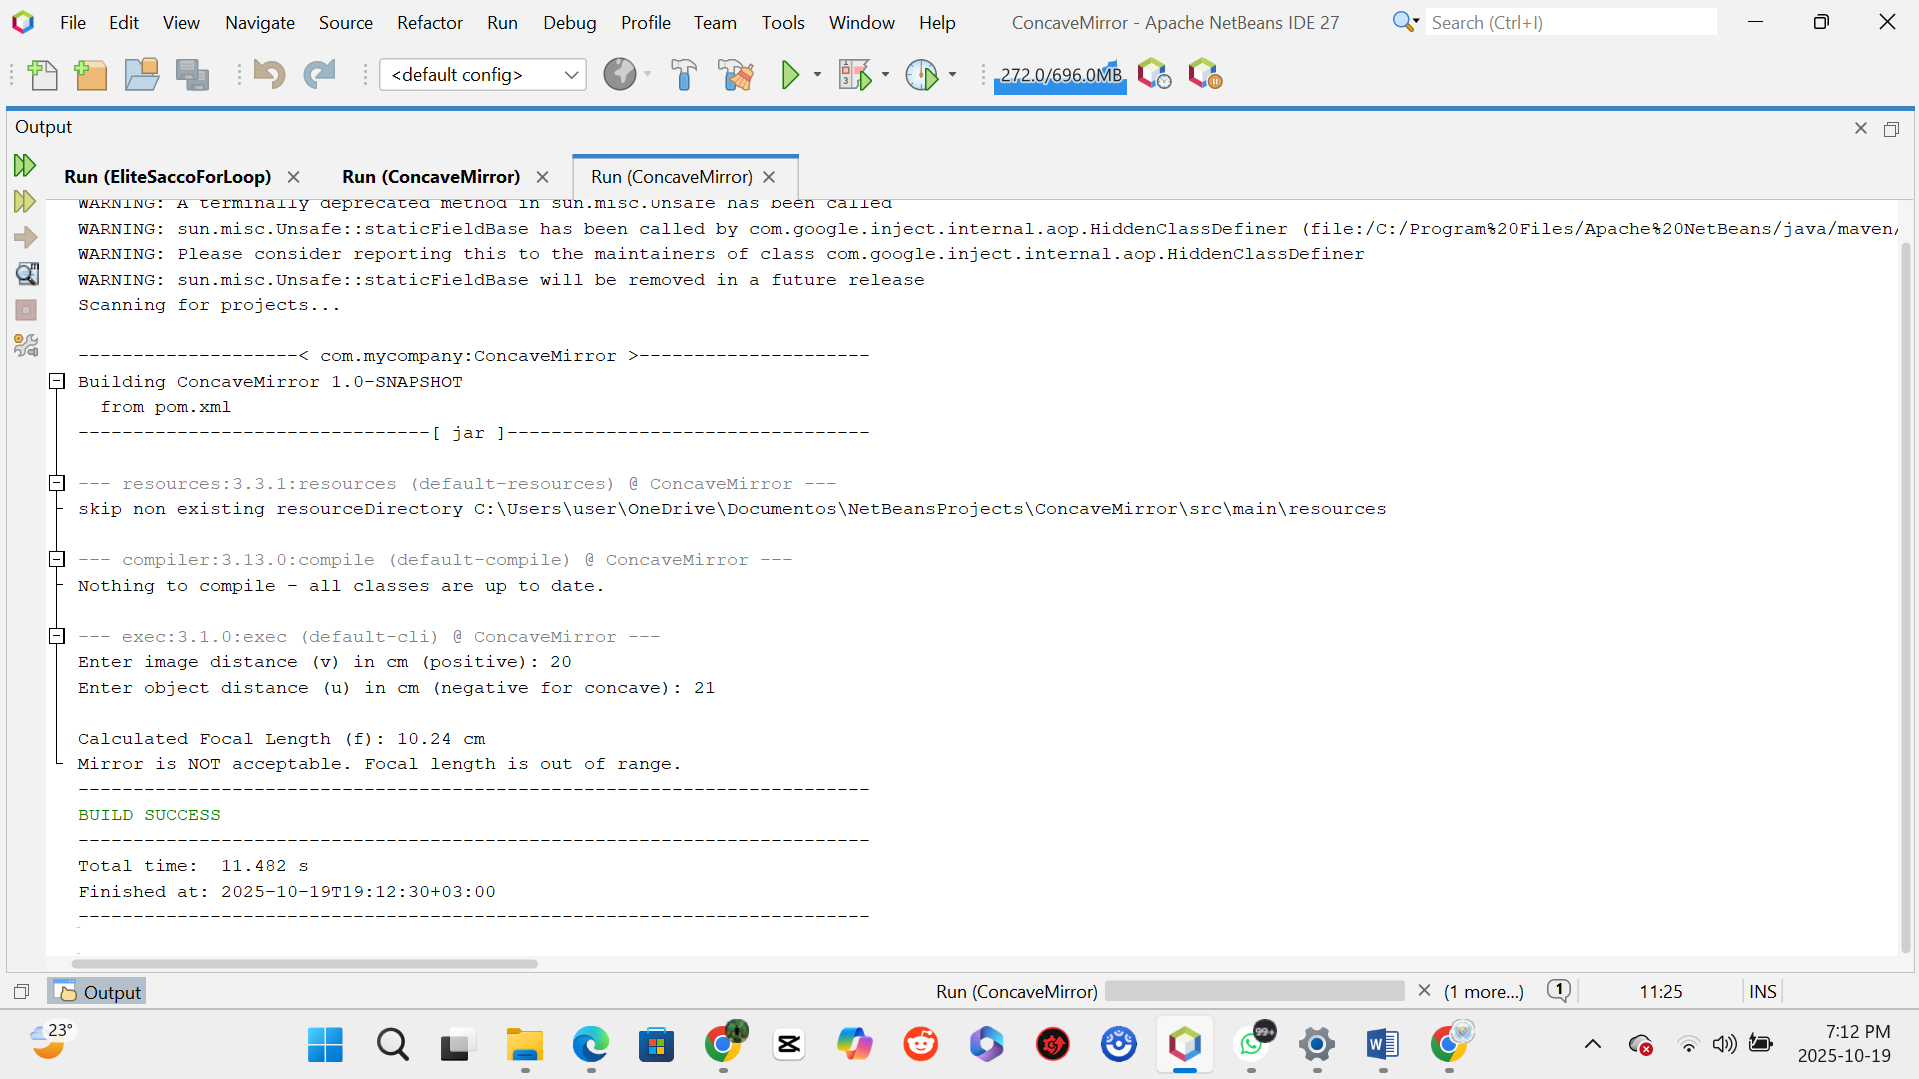 File Edit View Navigate Source Refactor Run Debug Profile Team Tools Window Help ConcaveMirror - Apache NetBeans IDE 27 Search (Ctrl+I)
<default config> 272.0/696.0MB
Output
Run (EliteSaccoForLoop) Run (ConcaveMirror) Run (ConcaveMirror)
WARNING: A terminally deprecated method in sun.misc.Unsafe has been called
WARNING: sun.misc.Unsafe::staticFieldBase has been called by com.google.inject.internal.aop.HiddenClassDefiner (file:/C:/Program%20Files/Apache%20NetBeans/java/maven/
WARNING: Please consider reporting this to the maintainers of class com.google.inject.internal.aop.HiddenClassDefiner
WARNING: sun.misc.Unsafe::staticFieldBase will be removed in a future release
Scanning for projects...
--------------------< com.mycompany:ConcaveMirror >---------------------
Building ConcaveMirror 1.0-SNAPSHOT
from pom.xml
--------------------------------[ jar ]---------------------------------
--- resources:3.3.1:resources (default-resources) @ ConcaveMirror ---
skip non existing resourceDirectory C:\Users\user\OneDrive\Documentos\NetBeansProjects\ConcaveMirror\src\main\resources
--- compiler:3.13.0:compile (default-compile) @ ConcaveMirror ---
Nothing to compile - all classes are up to date.
--- exec:3.1.0:exec (default-cli) @ ConcaveMirror ---
Enter image distance (v) in cm (positive): 20
Enter object distance (u) in cm (negative for concave): 21
Calculated Focal Length (f): 10.24 cm
Mirror is NOT acceptable. Focal length is out of range.
------------------------------------------------------------------------
BUILD SUCCESS
------------------------------------------------------------------------
Total time:  11.482 s
Finished at: 2025-10-19T19:12:30+03:00
------------------------------------------------------------------------
Output Run (ConcaveMirror) (1 more...) 1 11:25 INS
23° 99+ 7:12 PM
2025-10-19